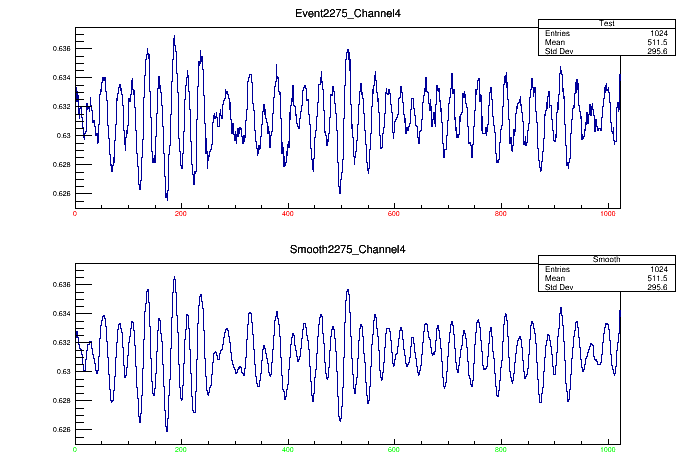 Event2275_Channel4
Test
Entries 1024
Mean 511.5
Std Dev 295.6
0.636
0.634
0.632
0.63
0.628
0.626
0 200 400 600 800 1000
Smooth2275_Channel4
Smooth
Entries 1024
Mean 511.5
Std Dev 295.6
0.636
0.634
0.632
0.63
0.628
0.626
0 200 400 600 800 1000